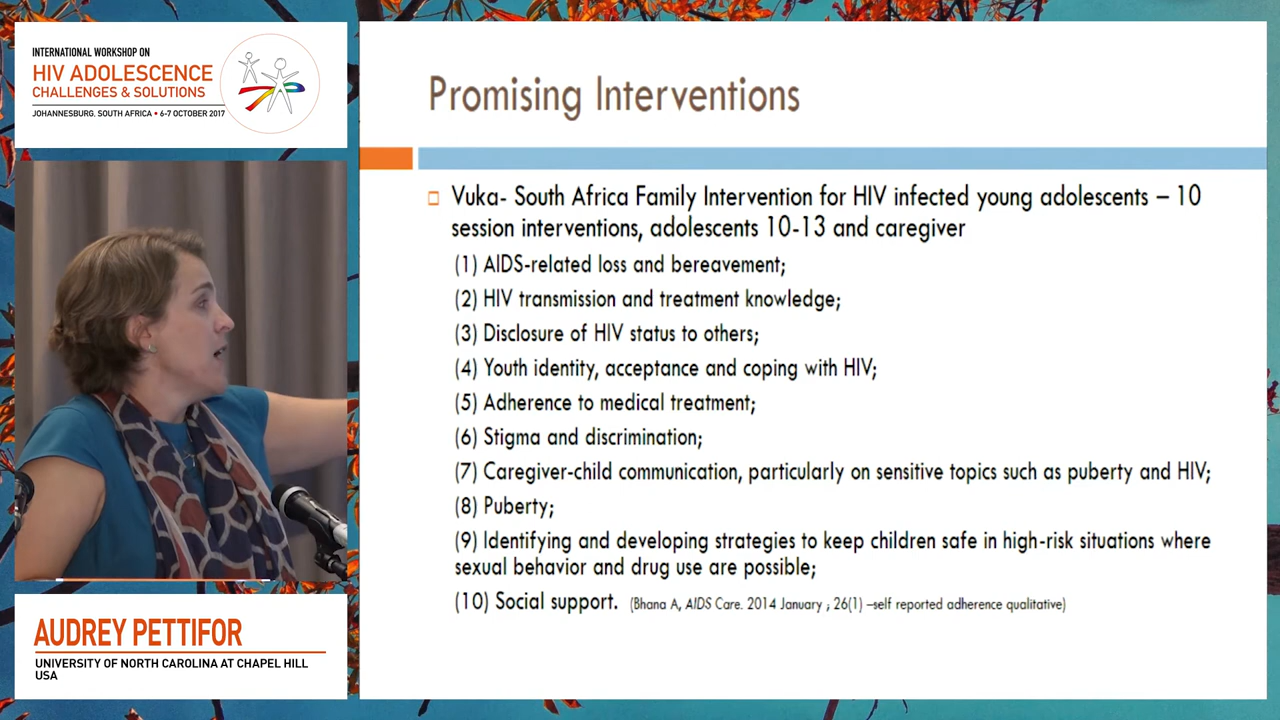 INTERNATIONAL WORKSHOP ON
HIV ADOLESCENCE
CHALLENGES & SOLUTIONS
JOHANNESBURG, SOUTH AFRICA • 6-7 OCTOBER 2017
Promising Interventions
Vuka- South Africa Family Intervention for HIV infected young adolescents – 10
session interventions, adolescents 10-13 and caregiver
(1) AIDS-related loss and bereavement;
(2) HIV transmission and treatment knowledge;
(3) Disclosure of HIV status to others;
(4) Youth identity, acceptance and coping with HIV;
(5) Adherence to medical treatment;
(6) Stigma and discrimination;
(7) Caregiver-child communication, particularly on sensitive topics such as puberty and HIV;
(8) Puberty;
(9) Identifying and developing strategies to keep children safe in high-risk situations where
sexual behavior and drug use are possible;
(10) Social support. (Bhana A, AIDS Care. 2014 January ; 26(1) –self reported adherence qualitative)
AUDREY PETTIFOR
UNIVERSITY OF NORTH CAROLINA AT CHAPEL HILL
USA